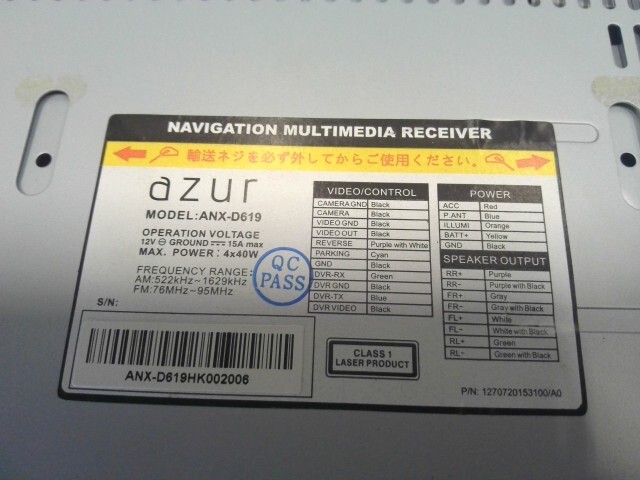 NAVIGATION MULTIMEDIA RECEIVER
輸送ネジを必ず外してからご使用ください。
azur
MODEL:ANX-D619
OPERATION VOLTAGE
12V ⊖ GROUND ⎓ 15A max
MAX. POWER: 4x40W
FREQUENCY RANGE:
AM:522kHz~1629kHz
FM:76MHz~95MHz
QC
PASS
S/N:
ANX-D619HK002006
VIDEO/CONTROL
CAMERA GND Black
CAMERA Black
VIDEO GND Black
VIDEO OUT Black
REVERSE Purple with White
PARKING Cyan
GND Black
DVR-RX Green
DVR GND Black
DVR-TX Blue
DVR VIDEO Black
CLASS 1
LASER PRODUCT
POWER
ACC Red
P.ANT Blue
ILLUMI Orange
BATT+ Yellow
GND Black
SPEAKER OUTPUT
RR+ Purple
RR- Purple with Black
FR+ Gray
FR- Gray with Black
FL+ White
FL- White with Black
RL+ Green
RL- Green with Black
P/N: 1270720153100/A0